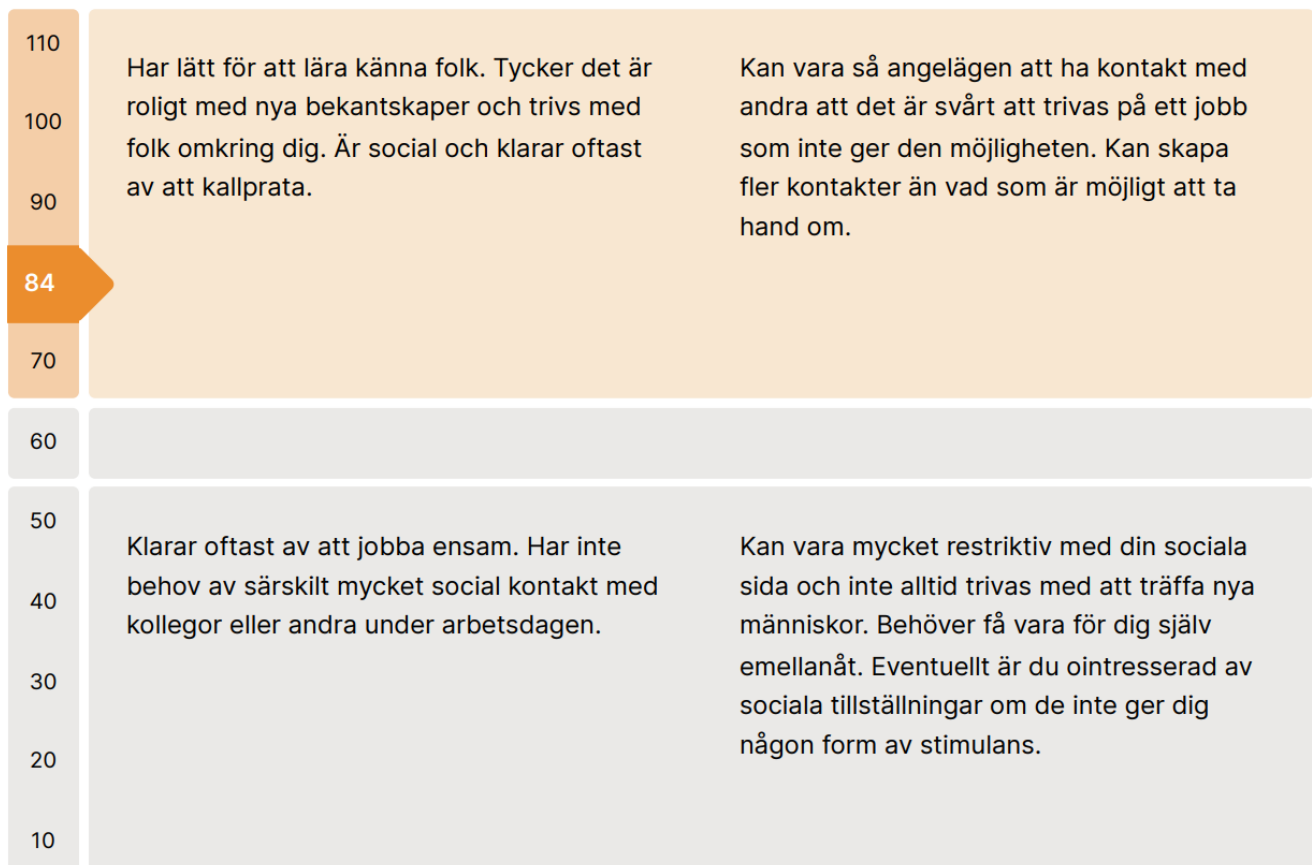 110
100
90
84
70
Har lätt för att lära känna folk. Tycker det är
roligt med nya bekantskaper och trivs med
folk omkring dig. Är social och klarar oftast
av att kallprata.
Kan vara så angelägen att ha kontakt med
andra att det är svårt att trivas på ett jobb
som inte ger den möjligheten. Kan skapa
fler kontakter än vad som är möjligt att ta
hand om.
60
50
40
30
20
10
Klarar oftast av att jobba ensam. Har inte
behov av särskilt mycket social kontakt med
kollegor eller andra under arbetsdagen.
Kan vara mycket restriktiv med din sociala
sida och inte alltid trivas med att träffa nya
människor. Behöver få vara för dig själv
emellanåt. Eventuellt är du ointresserad av
sociala tillställningar om de inte ger dig
någon form av stimulans.